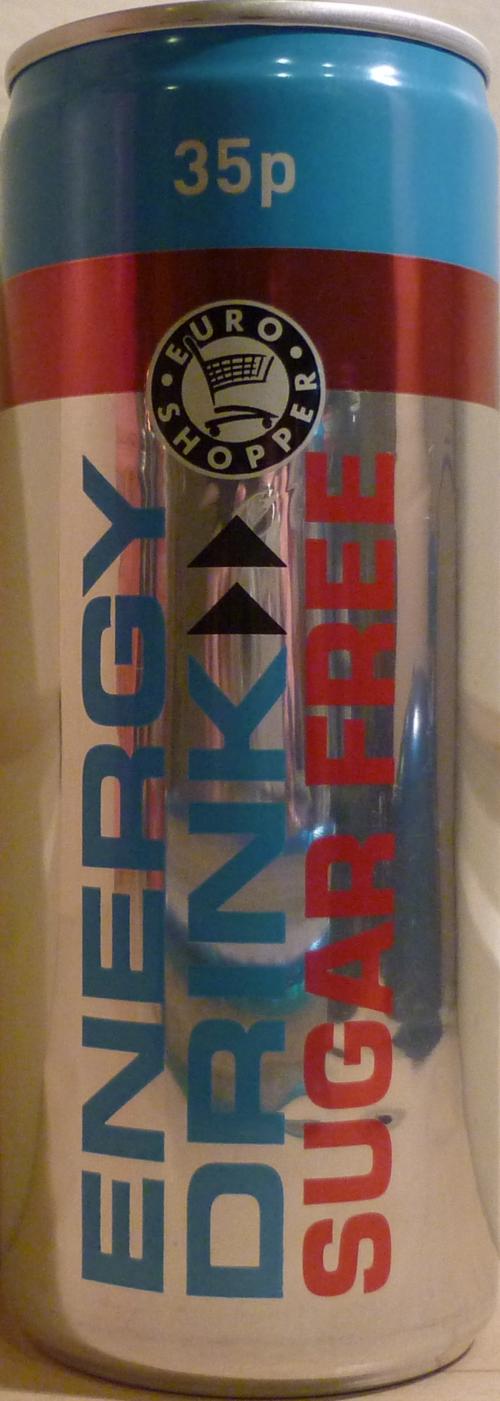 35p
EURO SHOPPER
ENERGY
DRINK
SUGAR FREE